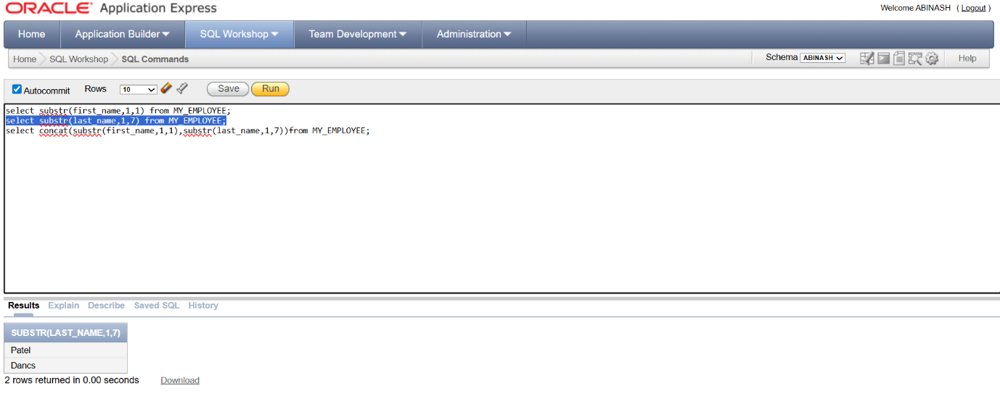 ORACLE Application Express
Welcome ABINASH ( Logout )
Home Application Builder SQL Workshop Team Development Administration
Home SQL Workshop SQL Commands Schema ABINASH Help
Autocommit Rows 10 Save Run
select substr(first_name,1,1) from MY_EMPLOYEE;
select substr(last_name,1,7) from MY_EMPLOYEE;
select concat(substr(first_name,1,1),substr(last_name,1,7))from MY_EMPLOYEE;
Results Explain Describe Saved SQL History
SUBSTR(LAST_NAME,1,7)
Patel
Dancs
2 rows returned in 0.00 seconds Download